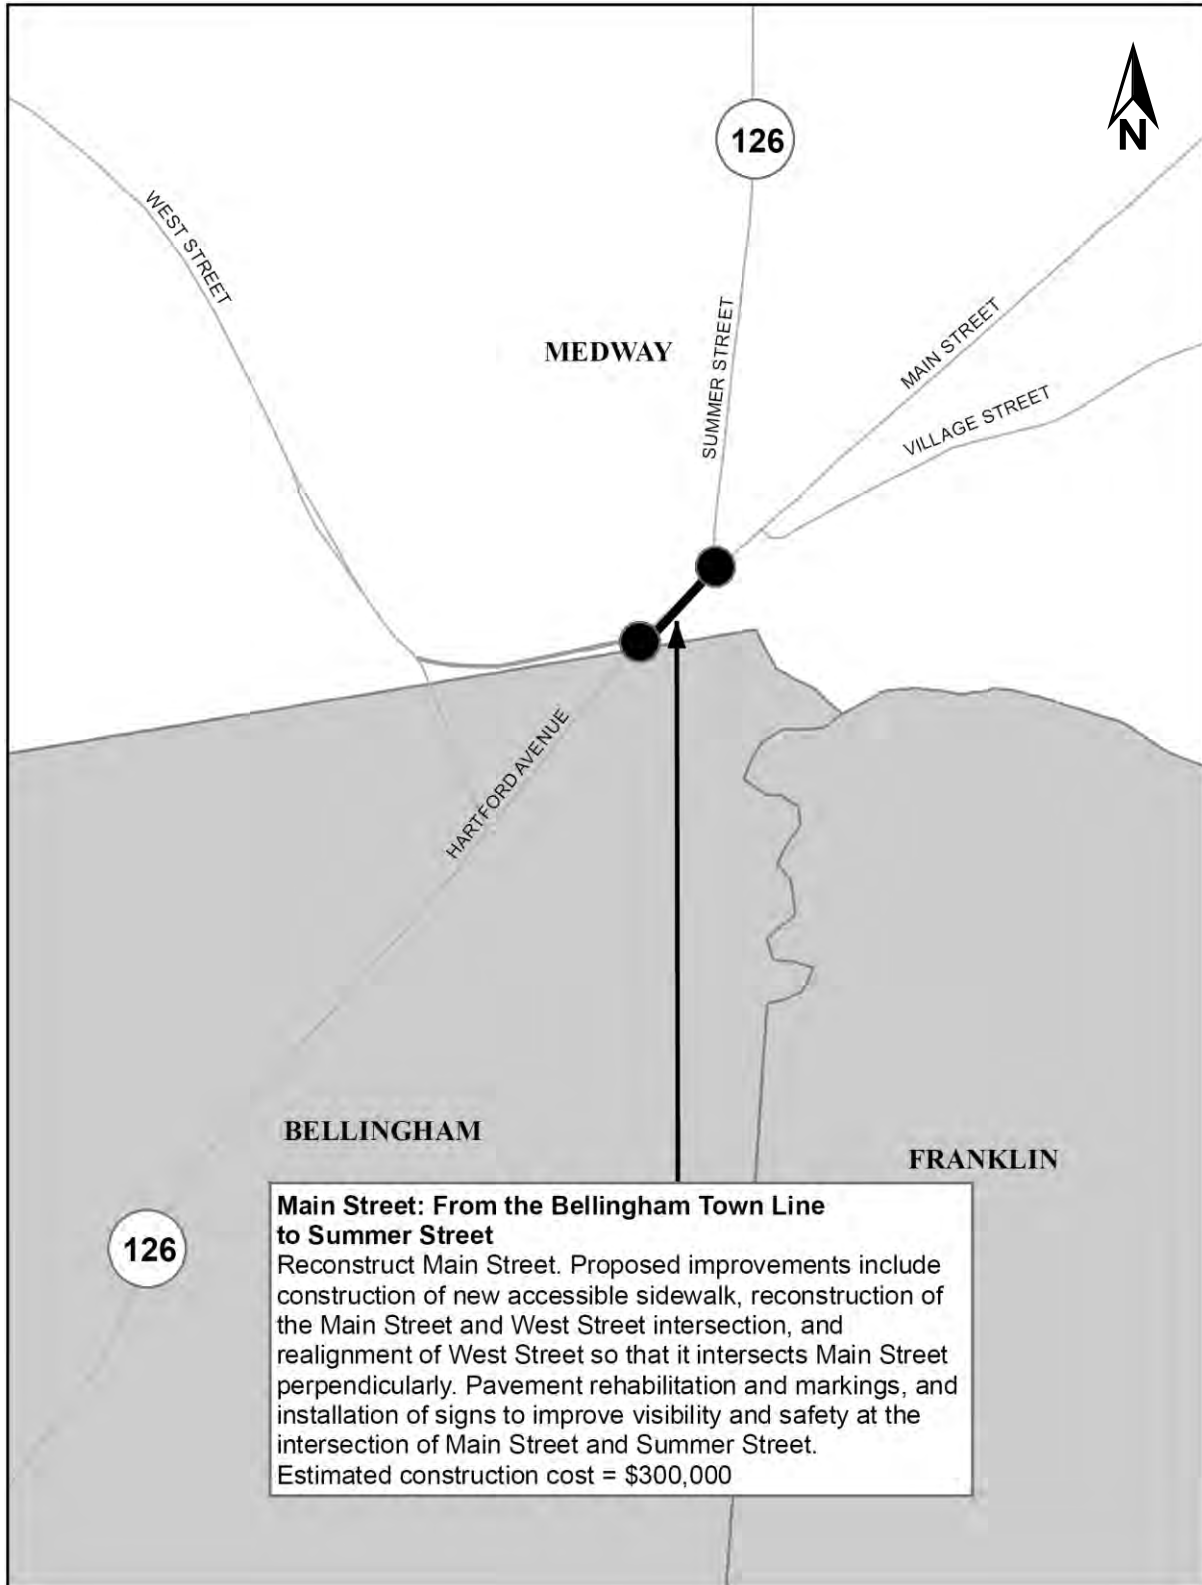 126
N
WEST STREET
SUMMER STREET
MAIN STREET
MEDWAY
VILLAGE STREET
HARTFORD AVENUE
BELLINGHAM
FRANKLIN
126
Main Street: From the Bellingham Town Line
to Summer Street
Reconstruct Main Street. Proposed improvements include
construction of new accessible sidewalk, reconstruction of
the Main Street and West Street intersection, and
realignment of West Street so that it intersects Main Street
perpendicularly. Pavement rehabilitation and markings, and
installation of signs to improve visibility and safety at the
intersection of Main Street and Summer Street.
Estimated construction cost = $300,000